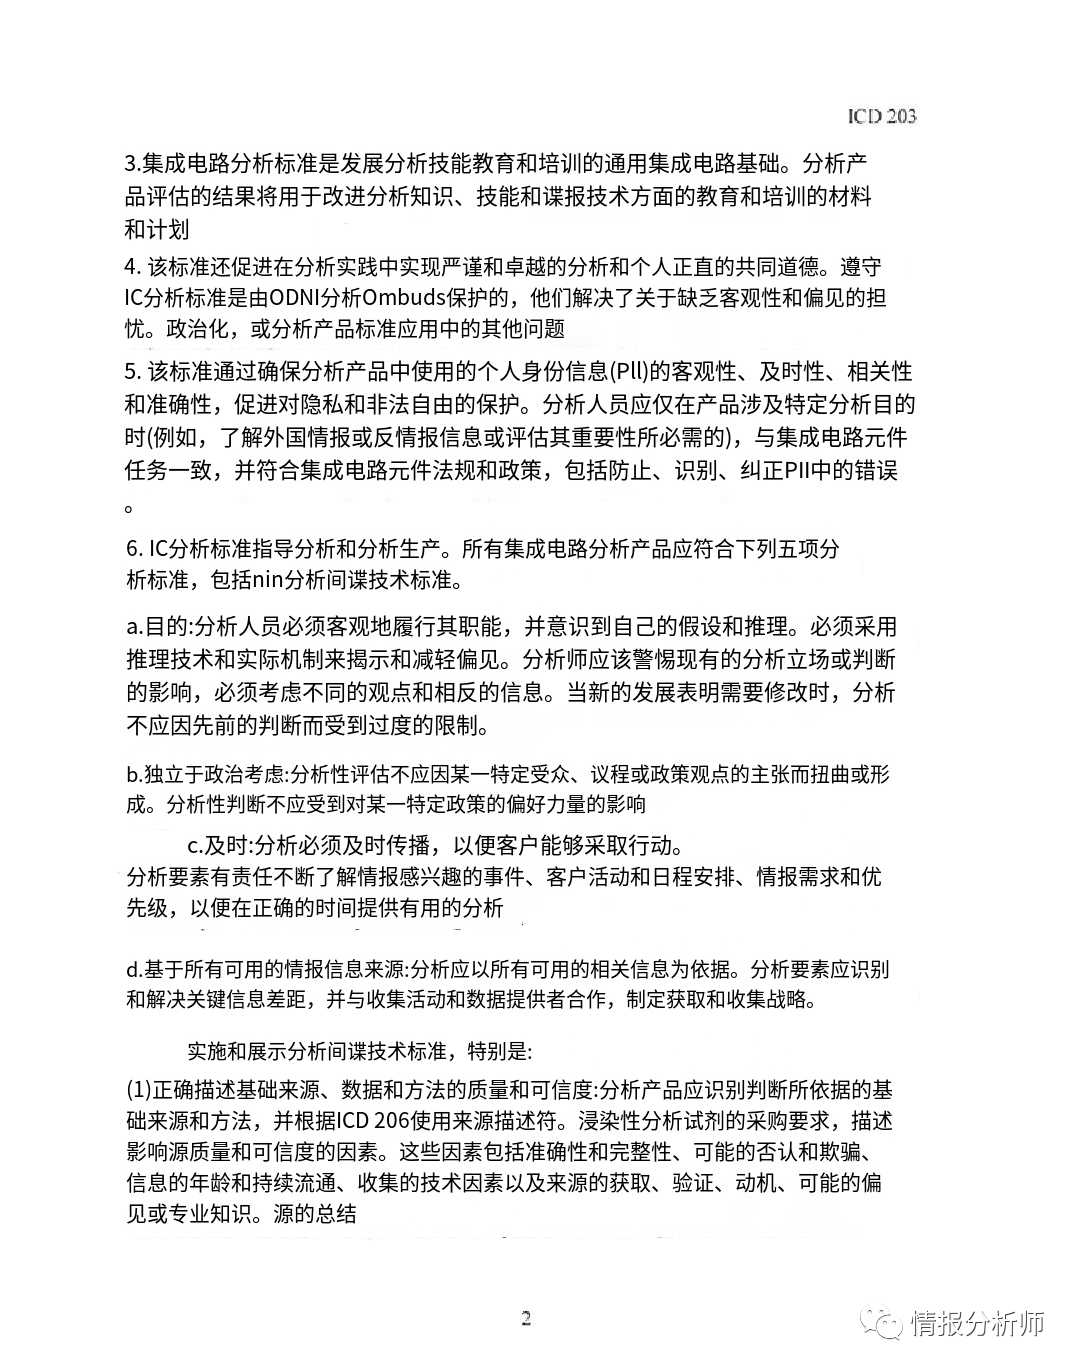 ICD 203
3.集成电路分析标准是发展分析技能教育和培训的通用集成电路基础。分析产
品评估的结果将用于改进分析知识、技能和谍报技术方面的教育和培训的材料
和计划
4. 该标准还促进在分析实践中实现严谨和卓越的分析和个人正直的共同道德。遵守
IC分析标准是由ODNI分析Ombuds保护的，他们解决了关于缺乏客观性和偏见的担
忧。政治化，或分析产品标准应用中的其他问题
5. 该标准通过确保分析产品中使用的个人身份信息(Pll)的客观性、及时性、相关性
和准确性，促进对隐私和非法自由的保护。分析人员应仅在产品涉及特定分析目的
时(例如，了解外国情报或反情报信息或评估其重要性所必需的)，与集成电路元件
任务一致，并符合集成电路元件法规和政策，包括防止、识别、纠正PII中的错误
。
6. IC分析标准指导分析和分析生产。所有集成电路分析产品应符合下列五项分
析标准，包括nin分析间谍技术标准。
a.目的:分析人员必须客观地履行其职能，并意识到自己的假设和推理。必须采用
推理技术和实际机制来揭示和减轻偏见。分析师应该警惕现有的分析立场或判断
的影响，必须考虑不同的观点和相反的信息。当新的发展表明需要修改时，分析
不应因先前的判断而受到过度的限制。
b.独立于政治考虑:分析性评估不应因某一特定受众、议程或政策观点的主张而扭曲或形
成。分析性判断不应受到对某一特定政策的偏好力量的影响
c.及时:分析必须及时传播，以便客户能够采取行动。
分析要素有责任不断了解情报感兴趣的事件、客户活动和日程安排、情报需求和优
先级，以便在正确的时间提供有用的分析
d.基于所有可用的情报信息来源:分析应以所有可用的相关信息为依据。分析要素应识别
和解决关键信息差距，并与收集活动和数据提供者合作，制定获取和收集战略。
实施和展示分析间谍技术标准，特别是:
(1)正确描述基础来源、数据和方法的质量和可信度:分析产品应识别判断所依据的基
础来源和方法，并根据ICD 206使用来源描述符。浸染性分析试剂的采购要求，描述
影响源质量和可信度的因素。这些因素包括准确性和完整性、可能的否认和欺骗、
信息的年龄和持续流通、收集的技术因素以及来源的获取、验证、动机、可能的偏
见或专业知识。源的总结
2
情报分析师